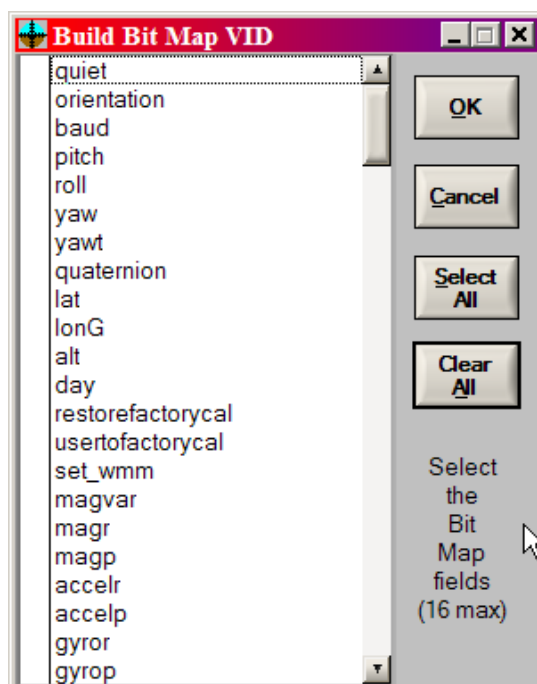 Build Bit Map VID
quiet
orientation
baud
pitch
roll
yaw
yawt
quaternion
lat
lonG
alt
day
restorefactorycal
usertofactorycal
set_wmm
magvar
magr
magp
accelr
accelp
gyror
gyrop
OK
Cancel
Select
All
Clear
All
Select
the
Bit
Map
fields
(16 max)